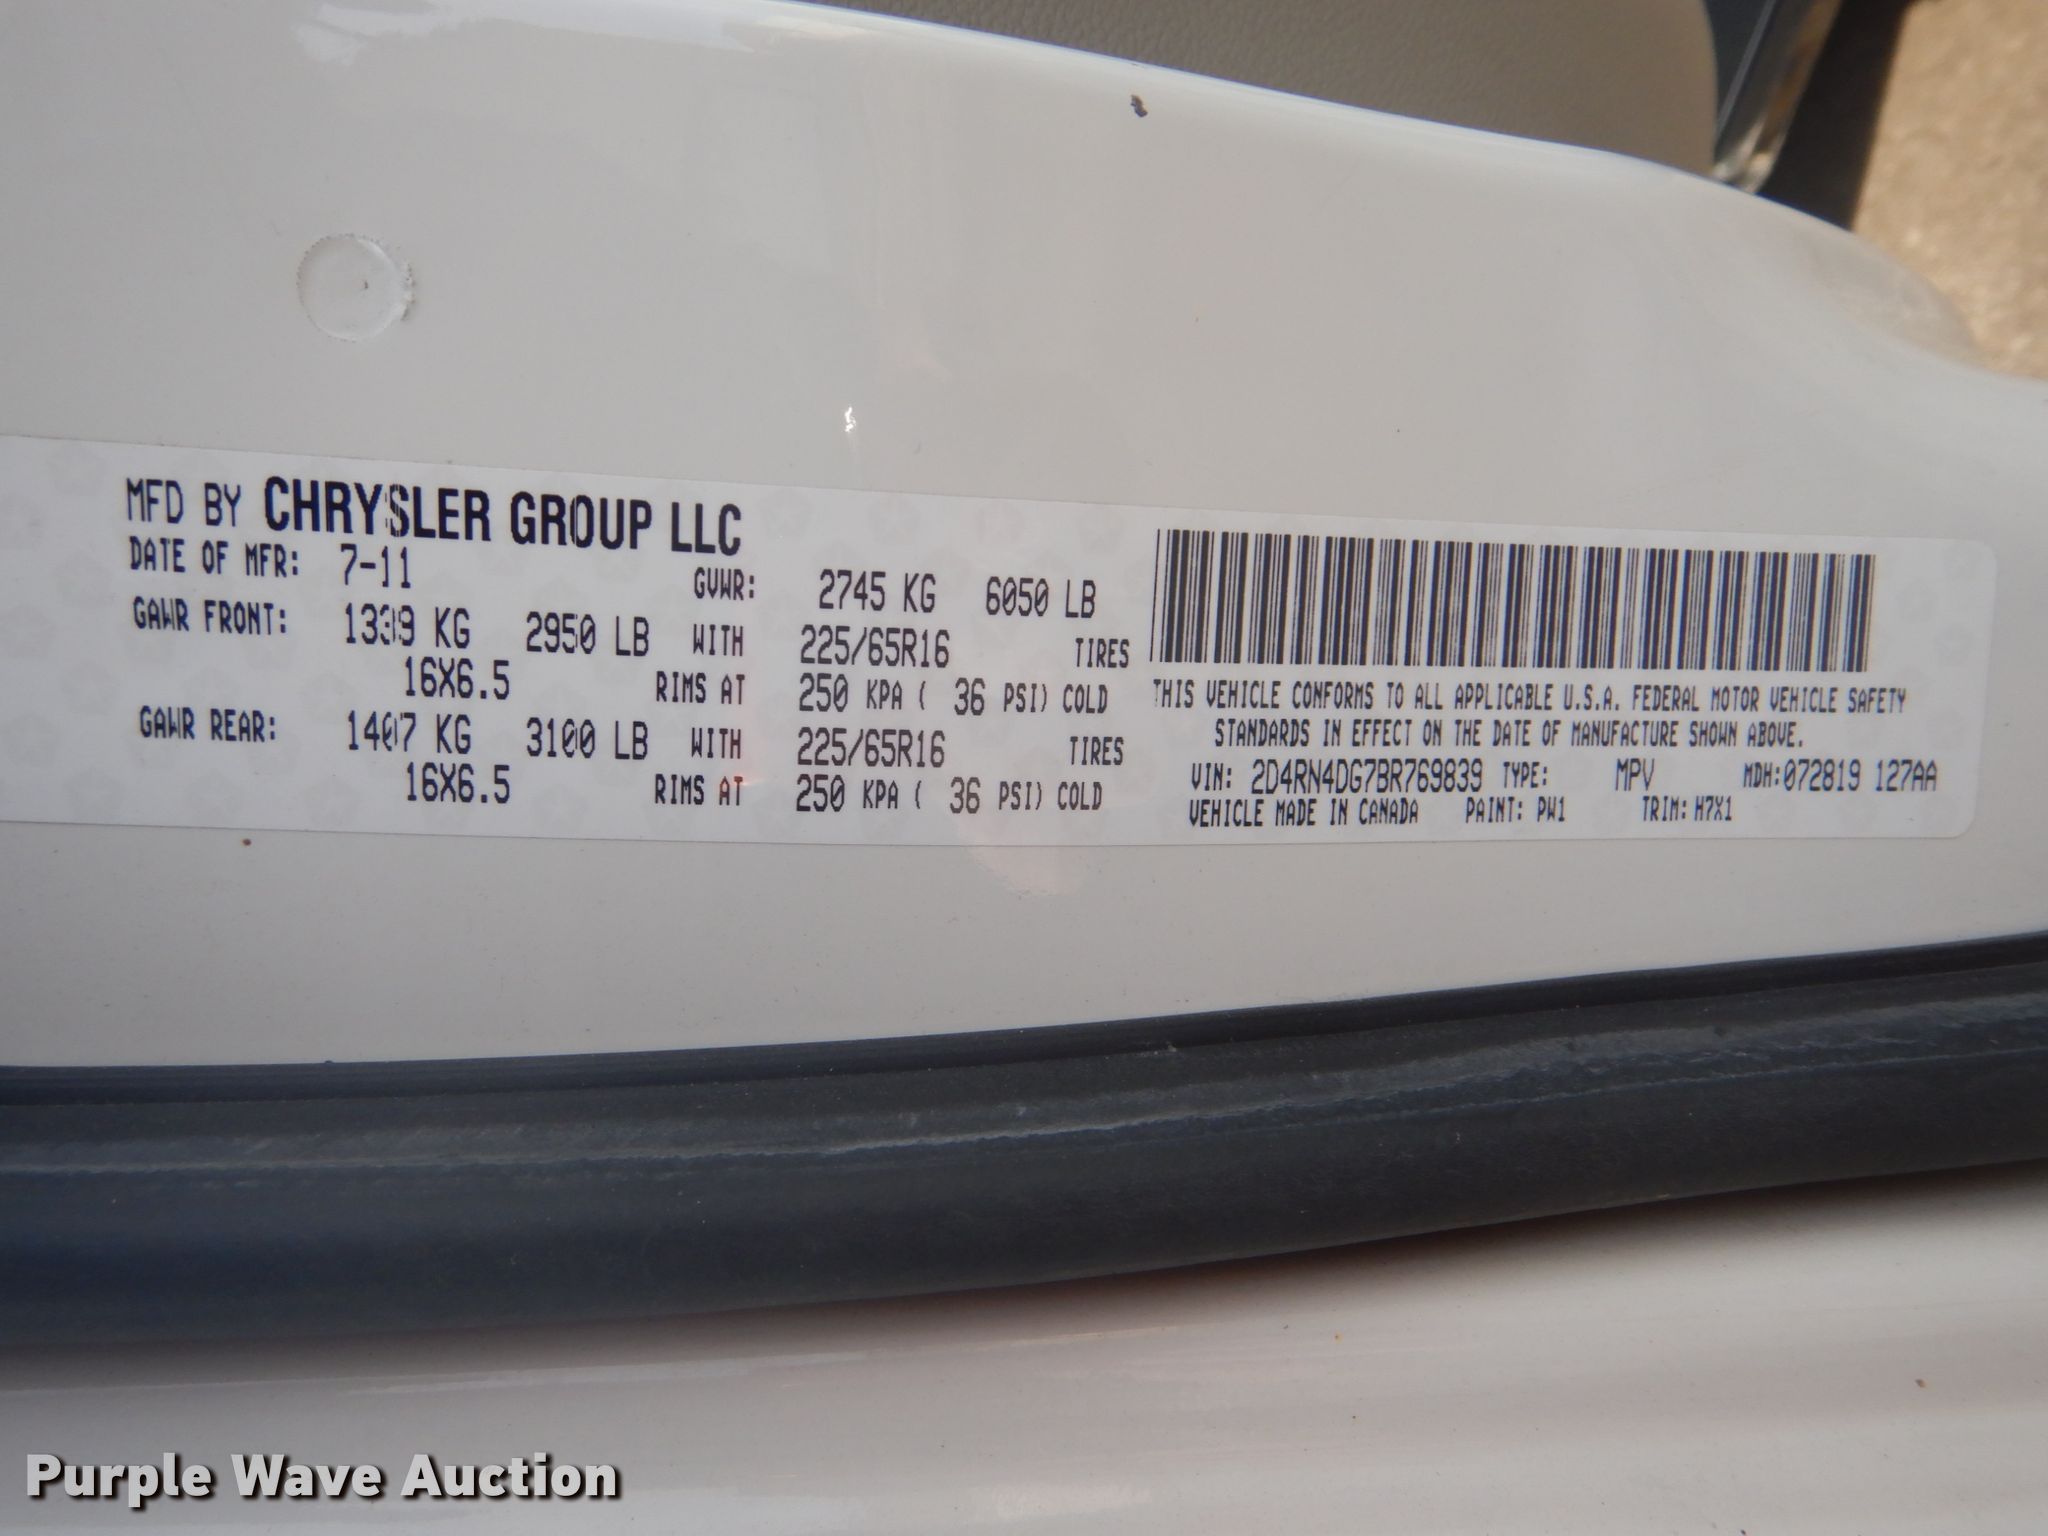 MFD BY CHRYSLER GROUP LLC
DATE OF MFR: 7-11 GVWR: 2745 KG 6050 LB
GAWR FRONT: 1339 KG 2950 LB WITH 225/65R16 TIRES
16X6.5 RIMS AT 250 KPA ( 36 PSI) COLD
GAWR REAR: 1407 KG 3100 LB WITH 225/65R16 TIRES
16X6.5 RIMS AT 250 KPA ( 36 PSI) COLD
THIS VEHICLE CONFORMS TO ALL APPLICABLE U.S.A. FEDERAL MOTOR VEHICLE SAFETY
STANDARDS IN EFFECT ON THE DATE OF MANUFACTURE SHOWN ABOVE.
VIN: 2D4RN4DG7BR769839 TYPE: MPV MDH:072819 127AA
VEHICLE MADE IN CANADA PAINT: PW1 TRIM: H7X1
Purple Wave Auction